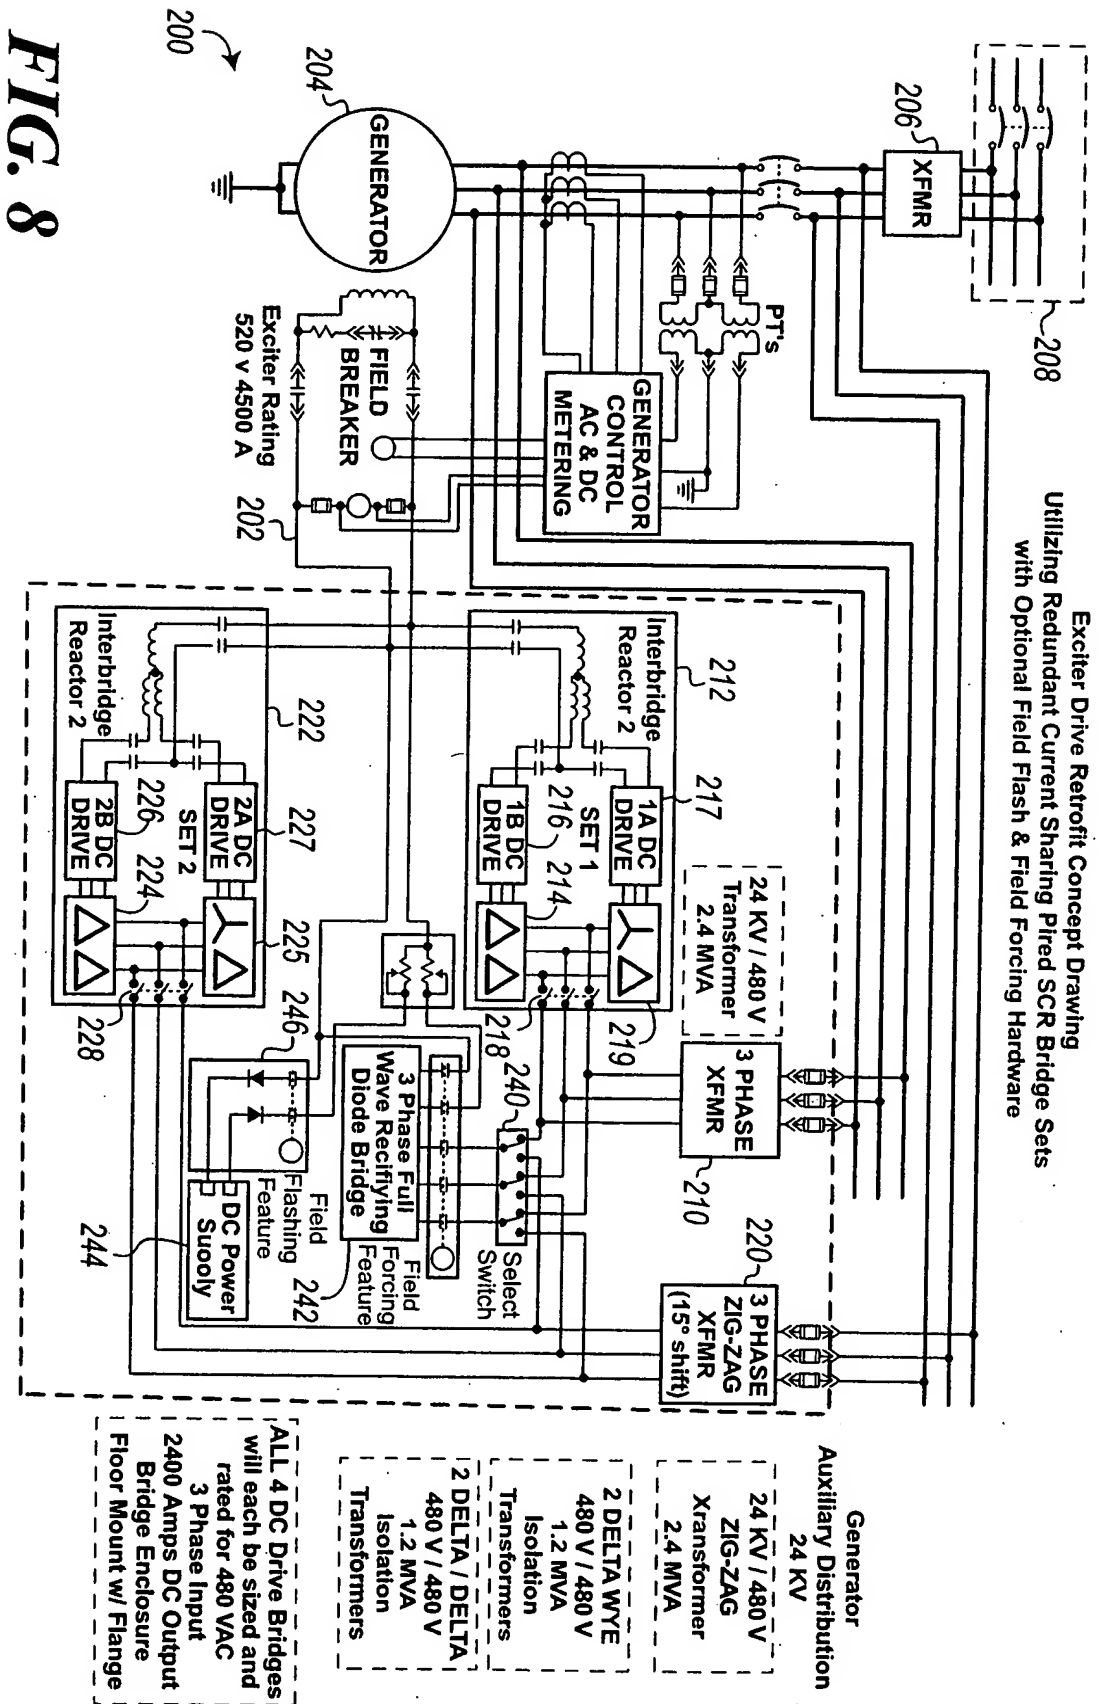 Exciter Drive Retrofit Concept Drawing
Utilizing Redundant Current Sharing Pired SCR Bridge Sets
with Optional Field Flash & Field Forcing Hardware
208
206
XFMR
PT's
GENERATOR
CONTROL
AC & DC
METERING
204
GENERATOR
200
FIELD
BREAKER
Exciter Rating
520 v 4500 A
202
212
Interbridge
Reactor 2
217
1A DC
DRIVE
SET 1
216
1B DC
DRIVE
214
219
218
24 KV / 480 V
Transformer
2.4 MVA
3 PHASE
XFMR
210
220
3 PHASE
ZIG-ZAG
XFMR
(15° shift)
222
Interbridge
Reactor 2
227
2A DC
DRIVE
SET 2
226
2B DC
DRIVE
224
225
228
240
Select
Switch
3 Phase Full
Wave Recifiying
Diode Bridge
Field
Forcing
Feature
242
246
Field
Flashing
Feature
DC Power
Suooly
244
Generator
Auxiliary Distribution
24 KV
24 KV / 480 V
ZIG-ZAG
Xransformer
2.4 MVA
2 DELTA WYE
480 V / 480 V
1.2 MVA
Isolation
Transformers
2 DELTA / DELTA
480 V / 480 V
1.2 MVA
Isolation
Transformers
ALL 4 DC Drive Bridges
will each be sized and
rated for 480 VAC
3 Phase Input
2400 Amps DC Output
Bridge Enclosure
Floor Mount w/ Flange
FIG. 8